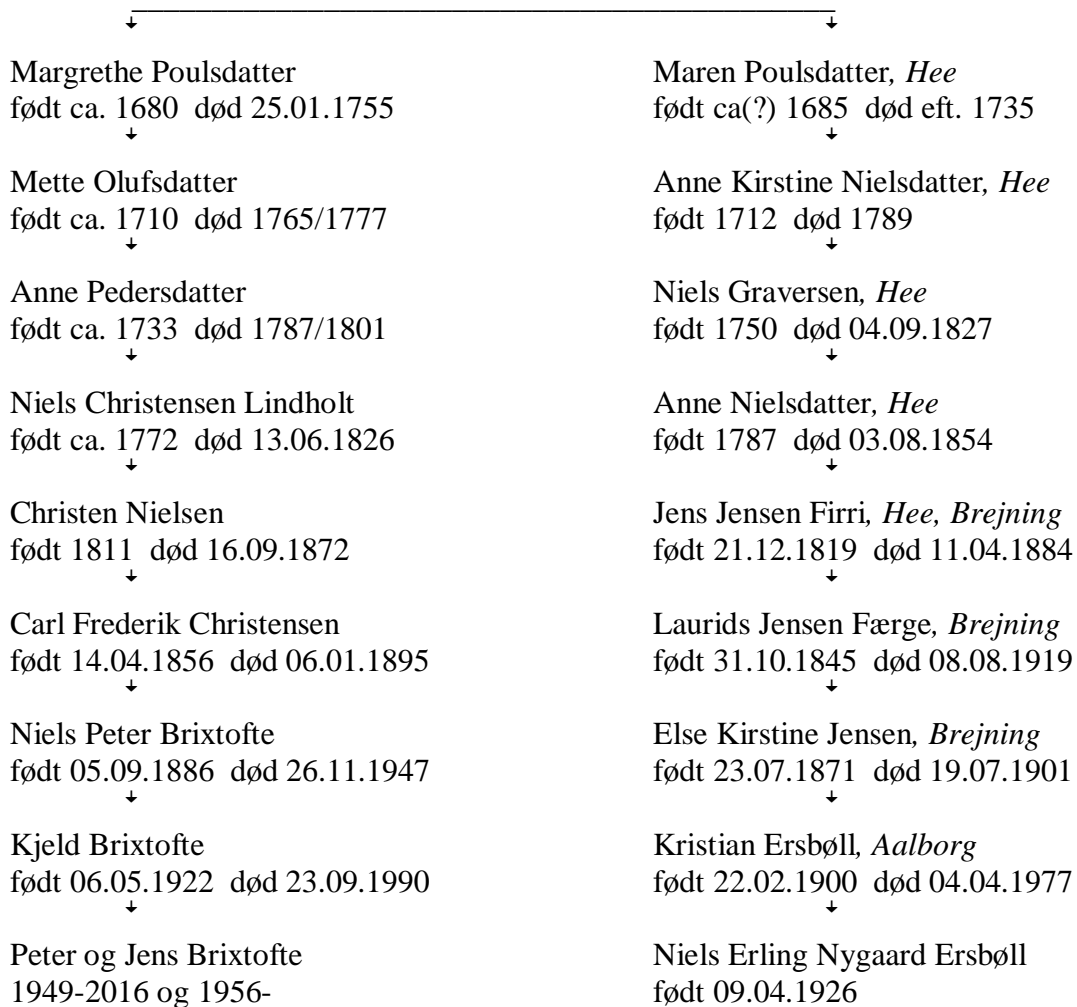 Margrethe Poulsdatter
født ca. 1680  død 25.01.1755
Mette Olufsdatter
født ca. 1710  død 1765/1777
Anne Pedersdatter
født ca. 1733  død 1787/1801
Niels Christensen Lindholt
født ca. 1772  død 13.06.1826
Christen Nielsen
født 1811  død 16.09.1872
Carl Frederik Christensen
født 14.04.1856  død 06.01.1895
Niels Peter Brixtofte
født 05.09.1886  død 26.11.1947
Kjeld Brixtofte
født 06.05.1922  død 23.09.1990
Peter og Jens Brixtofte
1949-2016 og 1956-
Maren Poulsdatter, Hee
født ca(?) 1685  død eft. 1735
Anne Kirstine Nielsdatter, Hee
født 1712  død 1789
Niels Graversen, Hee
født 1750  død 04.09.1827
Anne Nielsdatter, Hee
født 1787  død 03.08.1854
Jens Jensen Firri, Hee, Brejning
født 21.12.1819  død 11.04.1884
Laurids Jensen Færge, Brejning
født 31.10.1845  død 08.08.1919
Else Kirstine Jensen, Brejning
født 23.07.1871  død 19.07.1901
Kristian Ersbøll, Aalborg
født 22.02.1900  død 04.04.1977
Niels Erling Nygaard Ersbøll
født 09.04.1926